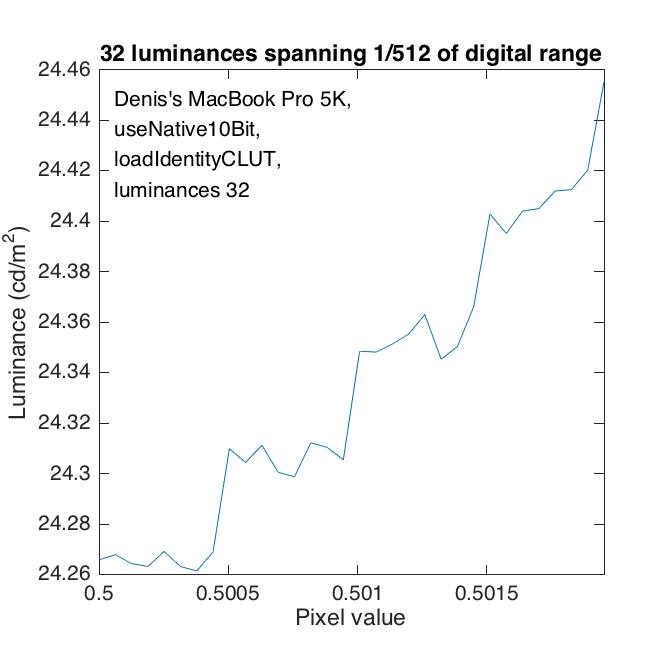 32 luminances spanning 1/512 of digital range
24.46
Denis's MacBook Pro 5K,
24.44
useNative10Bit,
loadIdentityCLUT,
24.42
luminances 32
24.4
24.38
24.36
24.34
24.32
24.3
24.28
24.26
Luminance (cd/m²)
0.5 0.5005 0.501 0.5015
Pixel value